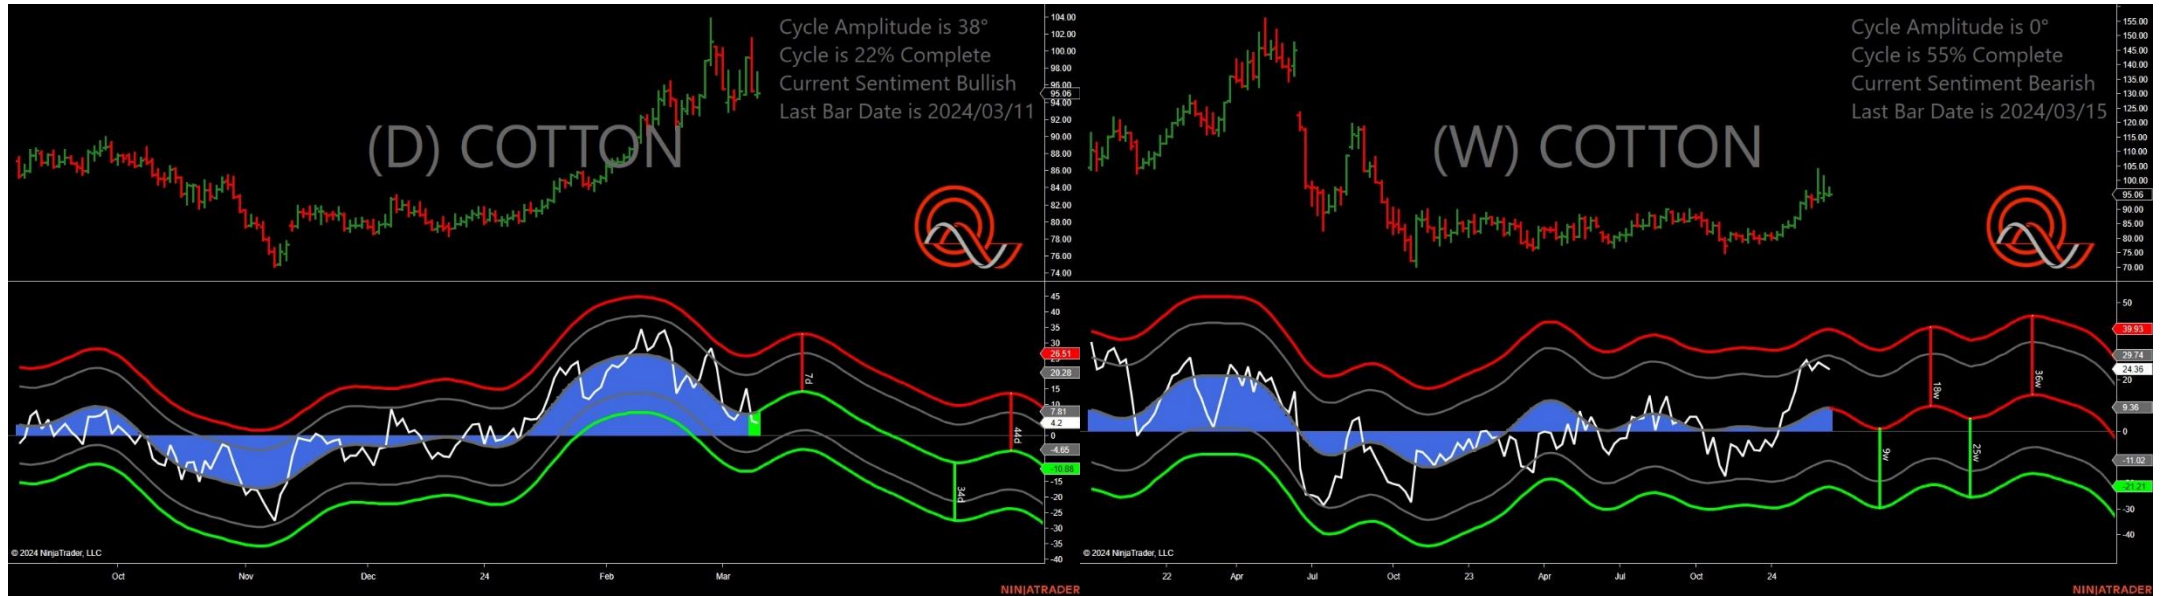 Cycle Amplitude is 38°
Cycle is 22% Complete
Current Sentiment Bullish
Last Bar Date is 2024/03/11
(D) COTTON
104.00
102.00
100.00
98.00
96.00
95.06
94.00
92.00
90.00
88.00
86.00
84.00
82.00
80.00
78.00
76.00
74.00
45
40
35
30
26.51
20.28
15
10
7.81
4.2
0
-4.65
-10.88
-15
-20
-25
-30
-35
-40
7d
34d
44d
© 2024 NinjaTrader, LLC
Oct
Nov
Dec
24
Feb
Mar
NINJATRADER
Cycle Amplitude is 0°
Cycle is 55% Complete
Current Sentiment Bearish
Last Bar Date is 2024/03/15
(W) COTTON
155.00
150.00
145.00
140.00
135.00
130.00
125.00
120.00
115.00
110.00
105.00
100.00
95.06
90.00
85.00
80.00
75.00
70.00
50
39.93
29.74
24.36
20
9.36
0
-11.02
-21.21
-30
-40
9w
18w
25w
36w
© 2024 NinjaTrader, LLC
22
Apr
Jul
Oct
23
Apr
Jul
Oct
24
NINJATRADER